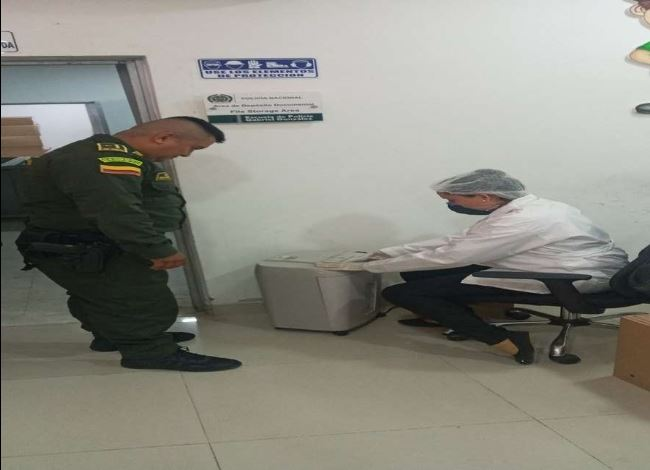 DA
USE LOS ELEMENTOS
DE PROTECCIÓN
POLICÍA NACIONAL
Área de Depósito Documental
File Storage Area
Escuela de Policía
Gabriel González